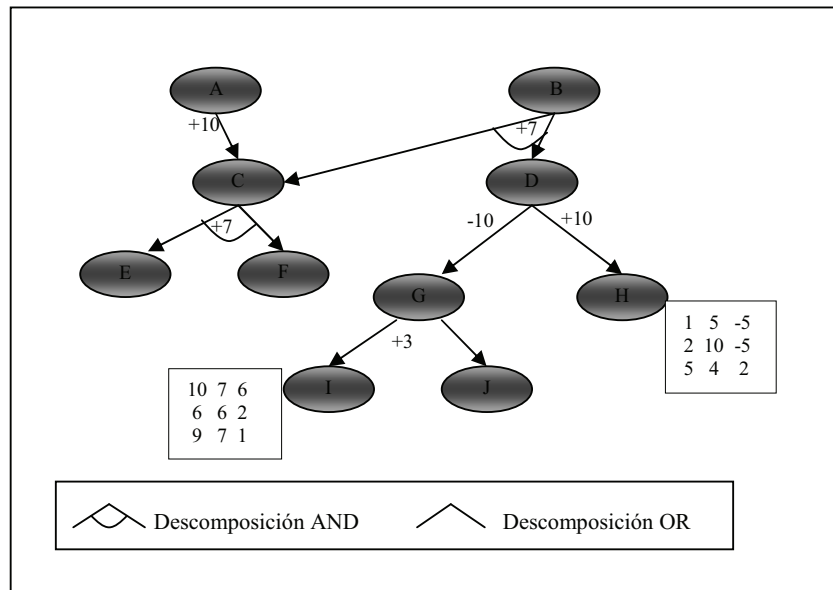 A
B
+10
+7
C
D
+7
-10
+10
E
F
G
H
+3
1 5 -5
2 10 -5
5 4 2
I
J
10 7 6
6 6 2
9 7 1
Descomposición AND
Descomposición OR